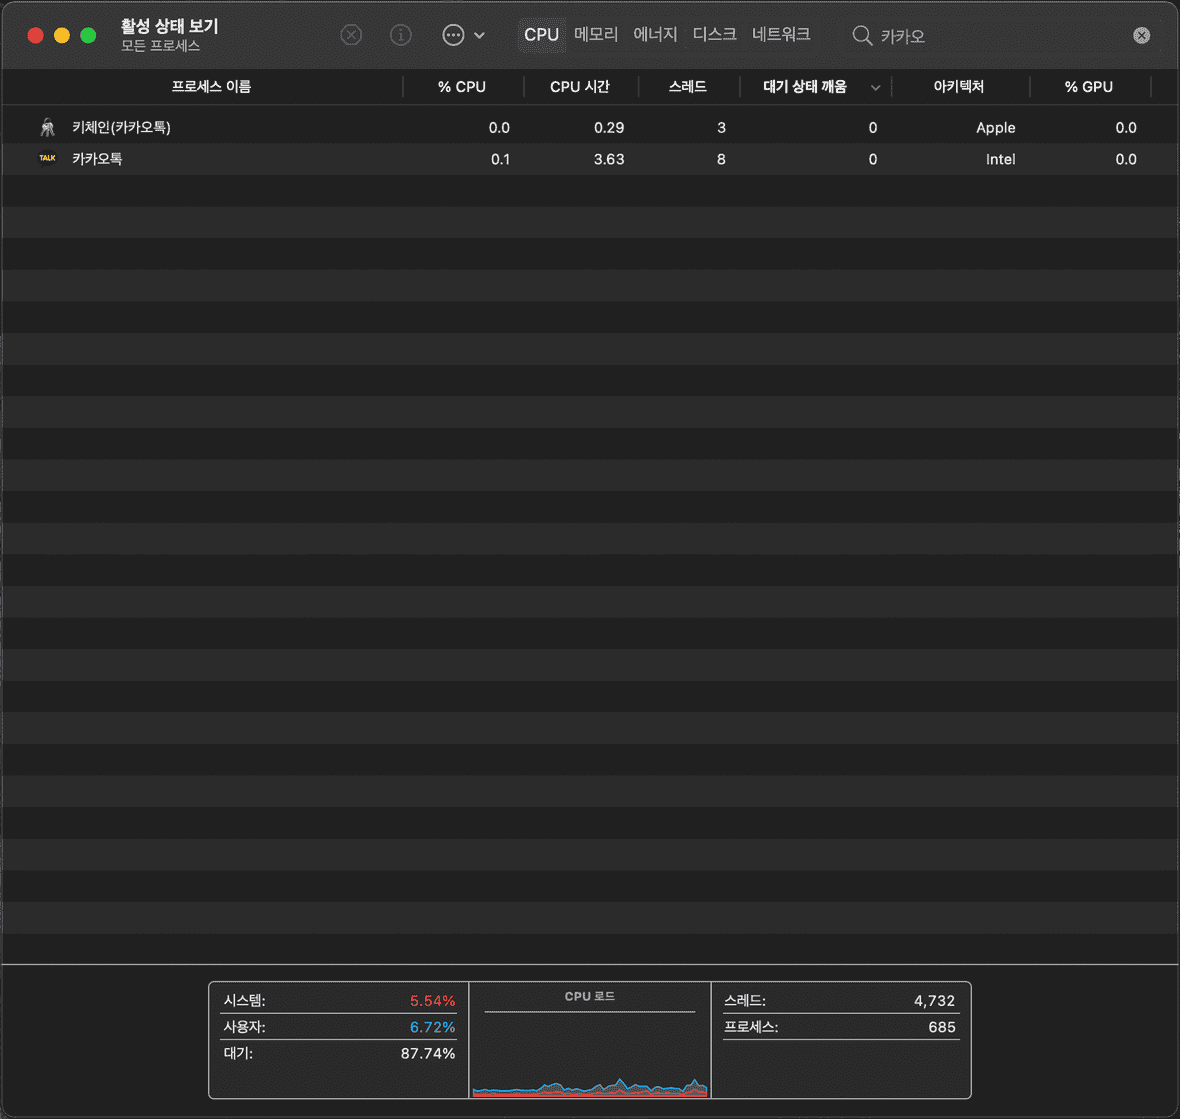 활성 상태 보기
모든 프로세스
CPU 메모리 에너지 디스크 네트워크 카카오
프로세스 이름 % CPU CPU 시간 스레드 대기 상태 깨움 아키텍처 % GPU
키체인(카카오톡) 0.0 0.29 3 0 Apple 0.0
TALK 카카오톡 0.1 3.63 8 0 Intel 0.0
시스템: 5.54% CPU 로드 스레드: 4,732
사용자: 6.72% 프로세스: 685
대기: 87.74%